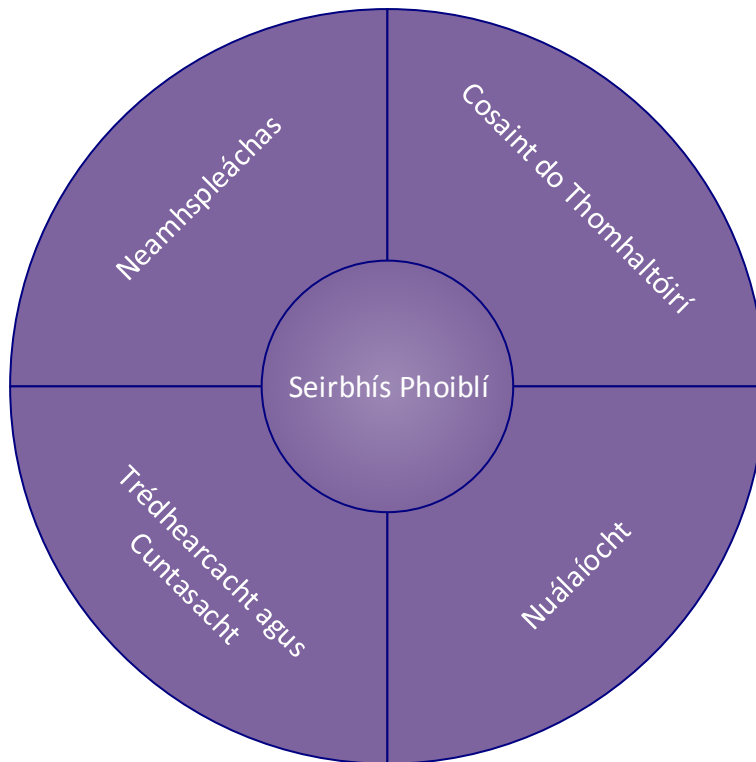 Neamhspleáchas
Cosaint do Thomhaltóirí
Seirbhís Phoiblí
Trédhearcacht agus
Cuntasacht
Nuálaíocht